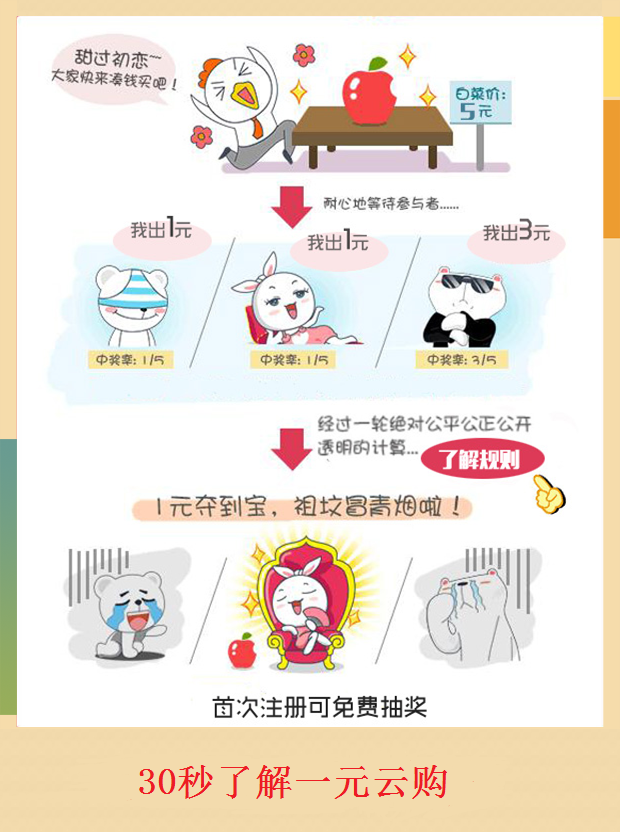 甜过初恋~~
大家快来凑钱买吧！
白菜价：
5元
耐心地等待参与者......
我出1元
我出1元
我出3元
中奖率：1/5
中奖率：1/5
中奖率：3/5
经过一轮绝对公平公正公开
透明的计算...
了解规则
1元夺到宝，祖坟冒青烟啦！
首次注册可免费抽奖
30秒了解一元云购